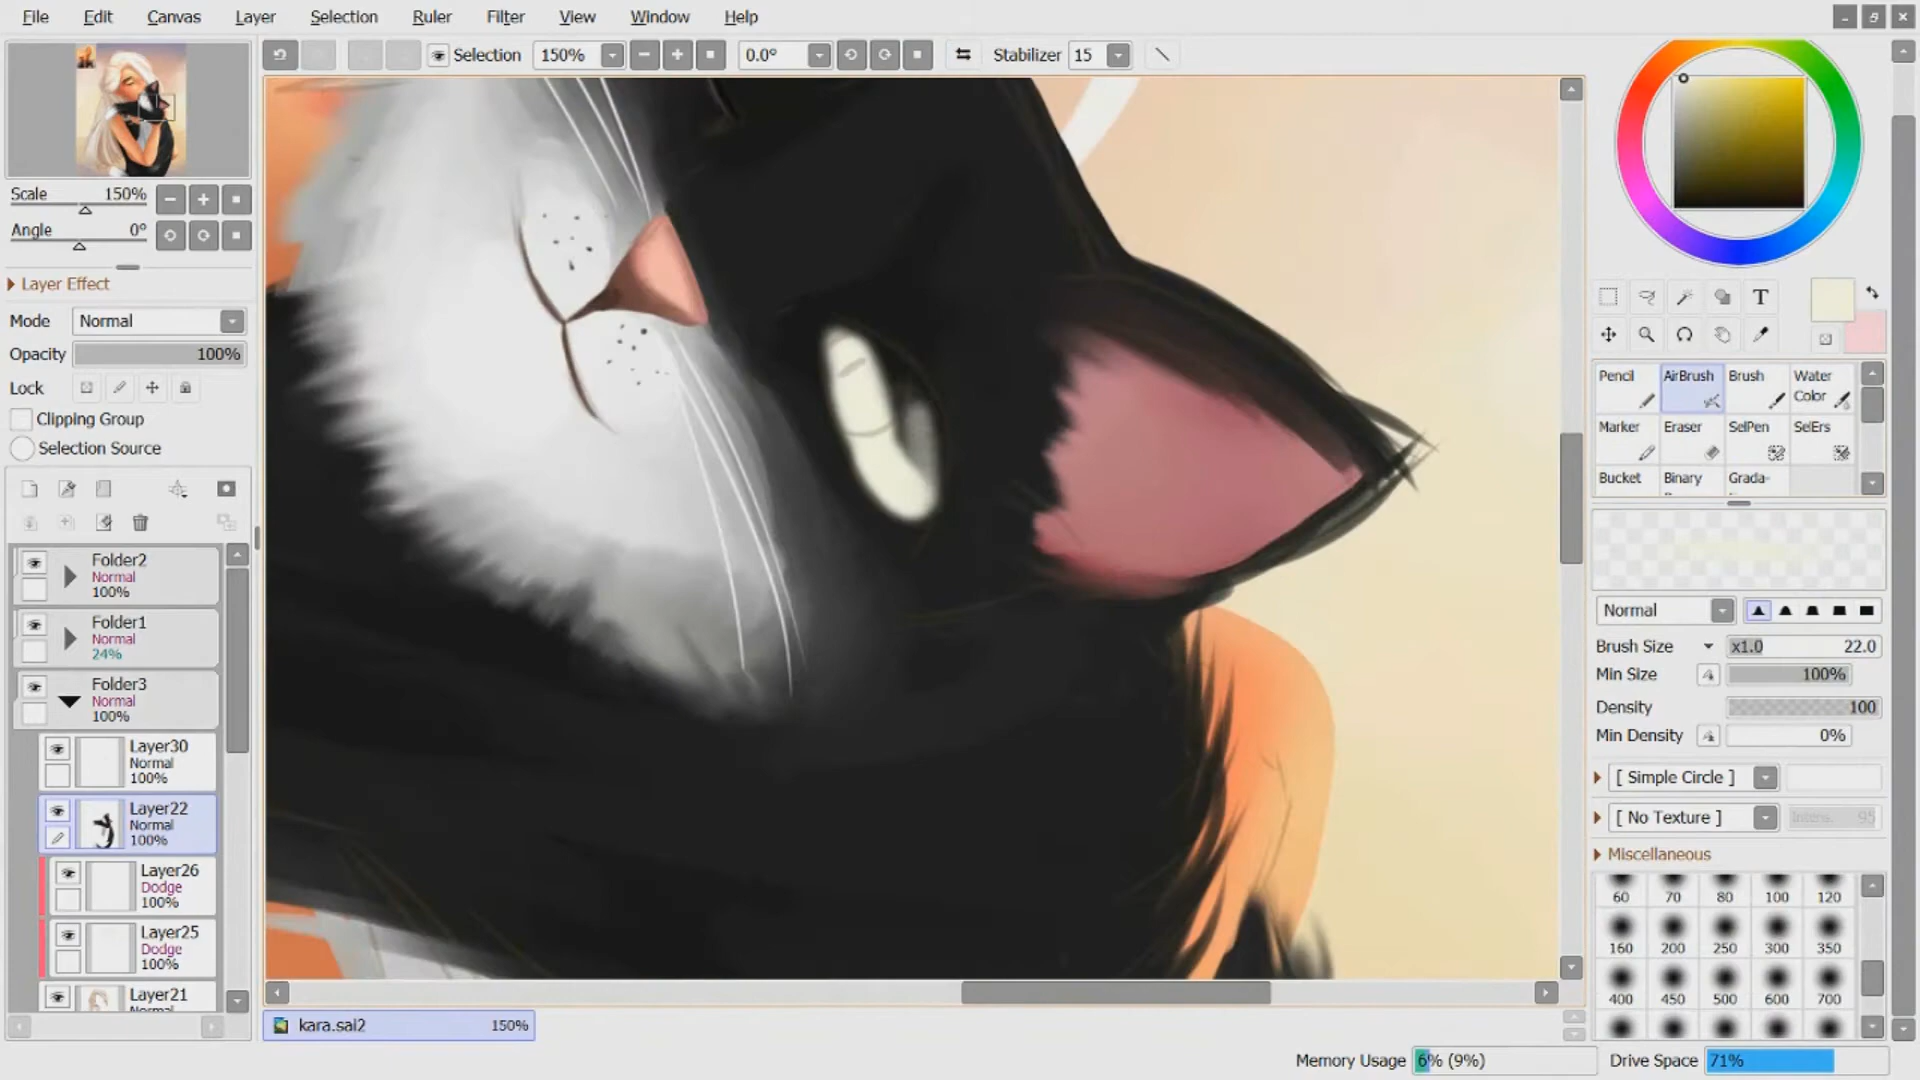 File Edit Canvas Layer Selection Ruler Filter View Window Help
Selection 150% 0.0° Stabilizer 15
Scale 150%
Angle 0°
Layer Effect
Mode Normal
Opacity 100%
Lock
Clipping Group
Selection Source
Folder2
Normal
100%
Folder1
Normal
24%
Folder3
Normal
100%
Layer30
Normal
100%
Layer22
Normal
100%
Layer26
Dodge
100%
Layer25
Dodge
100%
Layer21
kara.sai2 150%
T
Pencil AirBrush Brush Water Color
Marker Eraser SelPen SelErs
Bucket Binary Grada-
Normal
Brush Size x1.0 22.0
Min Size 100%
Density 100
Min Density 0%
[ Simple Circle ]
[ No Texture ] Intens. 95
Miscellaneous
60 70 80 100 120
160 200 250 300 350
400 450 500 600 700
Memory Usage 6% (9%) Drive Space 71%